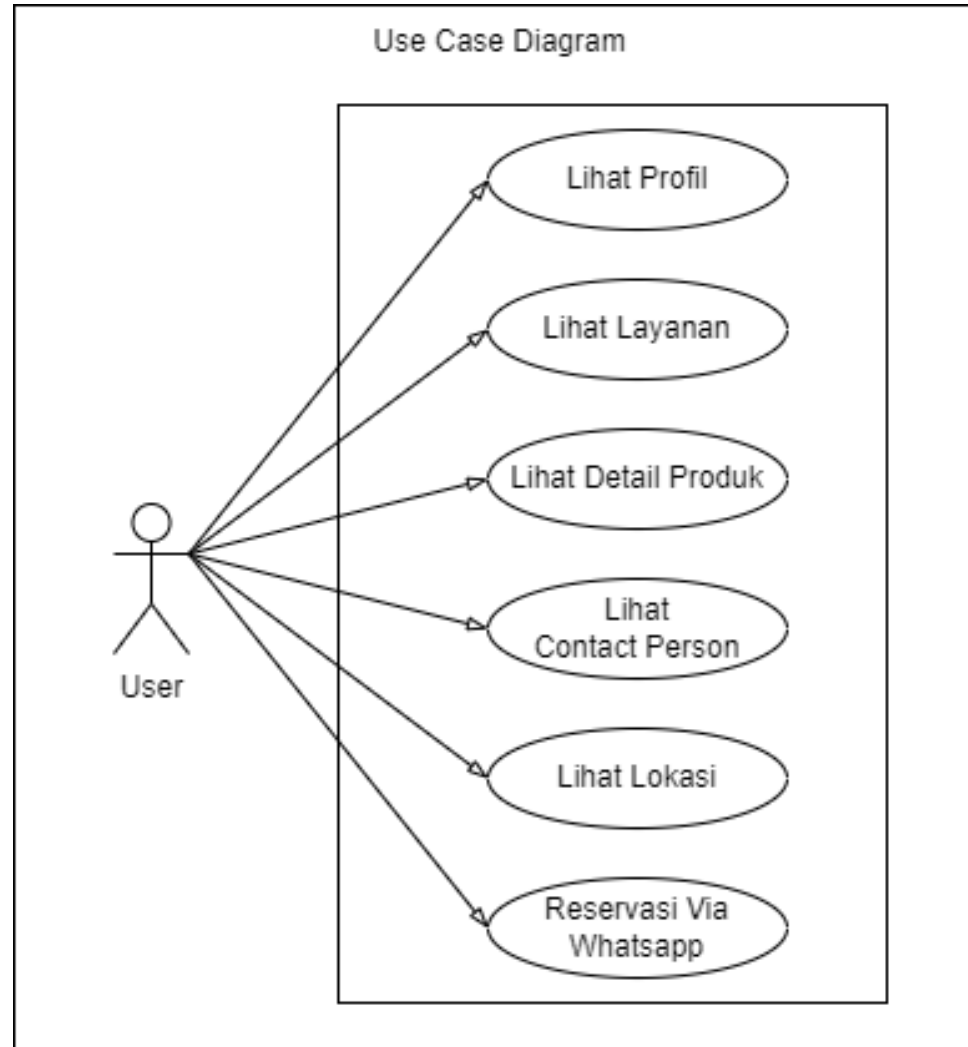 Use Case Diagram
Lihat Profil
Lihat Layanan
Lihat Detail Produk
Lihat
Contact Person
User
Lihat Lokasi
Reservasi Via
Whatsapp